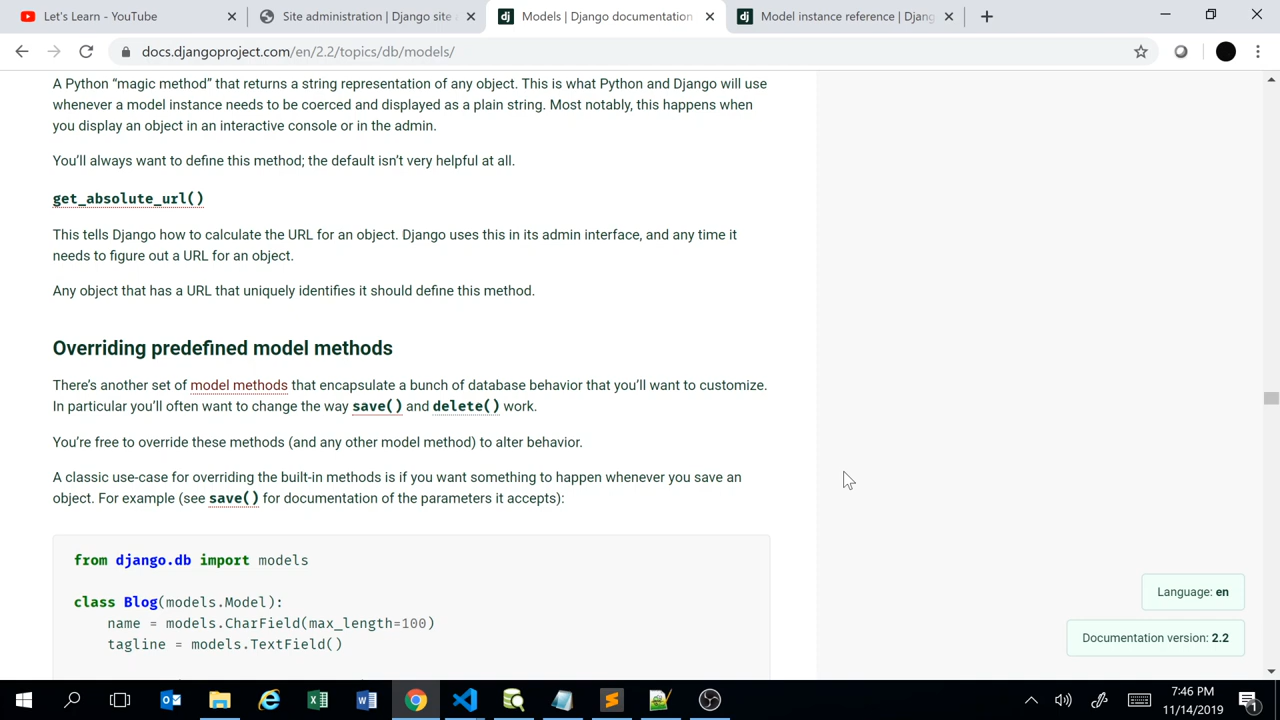 Let's Learn - YouTube
Site administration | Django site
Models | Django documentation
Model instance reference | Djang
docs.djangoproject.com/en/2.2/topics/db/models/
A Python “magic method” that returns a string representation of any object. This is what Python and Django will use
whenever a model instance needs to be coerced and displayed as a plain string. Most notably, this happens when
you display an object in an interactive console or in the admin.
You’ll always want to define this method; the default isn’t very helpful at all.
get_absolute_url()
This tells Django how to calculate the URL for an object. Django uses this in its admin interface, and any time it
needs to figure out a URL for an object.
Any object that has a URL that uniquely identifies it should define this method.
Overriding predefined model methods
There’s another set of model methods that encapsulate a bunch of database behavior that you’ll want to customize.
In particular you’ll often want to change the way save() and delete() work.
You’re free to override these methods (and any other model method) to alter behavior.
A classic use-case for overriding the built-in methods is if you want something to happen whenever you save an
object. For example (see save() for documentation of the parameters it accepts):
from django.db import models
class Blog(models.Model):
name = models.CharField(max_length=100)
tagline = models.TextField()
Language: en
Documentation version: 2.2
7:46 PM
11/14/2019